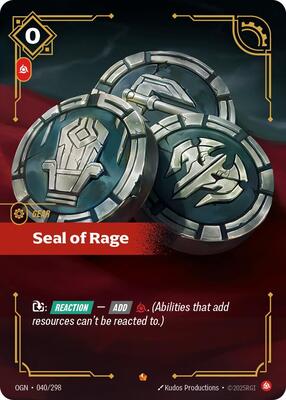 0
GEAR
Seal of Rage
: REACTION — ADD . (Abilities that add
resources can't be reacted to.)
OGN • 040/298
Kudos Productions • ©2025RGI